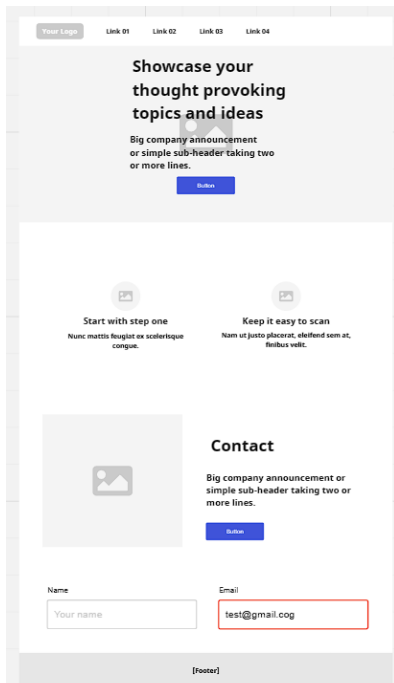 Your Logo
Link 01
Link 02
Link 03
Link 04
Showcase your
thought provoking
topics and ideas
Big company announcement
or simple sub-header taking two
or more lines.
Button
Start with step one
Nunc mattis feugiat ex scelerisque
congue.
Keep it easy to scan
Nam ut justo placerat, eleifend sem at,
finibus velit.
Contact
Big company announcement or
simple sub-header taking two or
more lines.
Button
Name
Your name
Email
test@gmail.cog
[Footer]